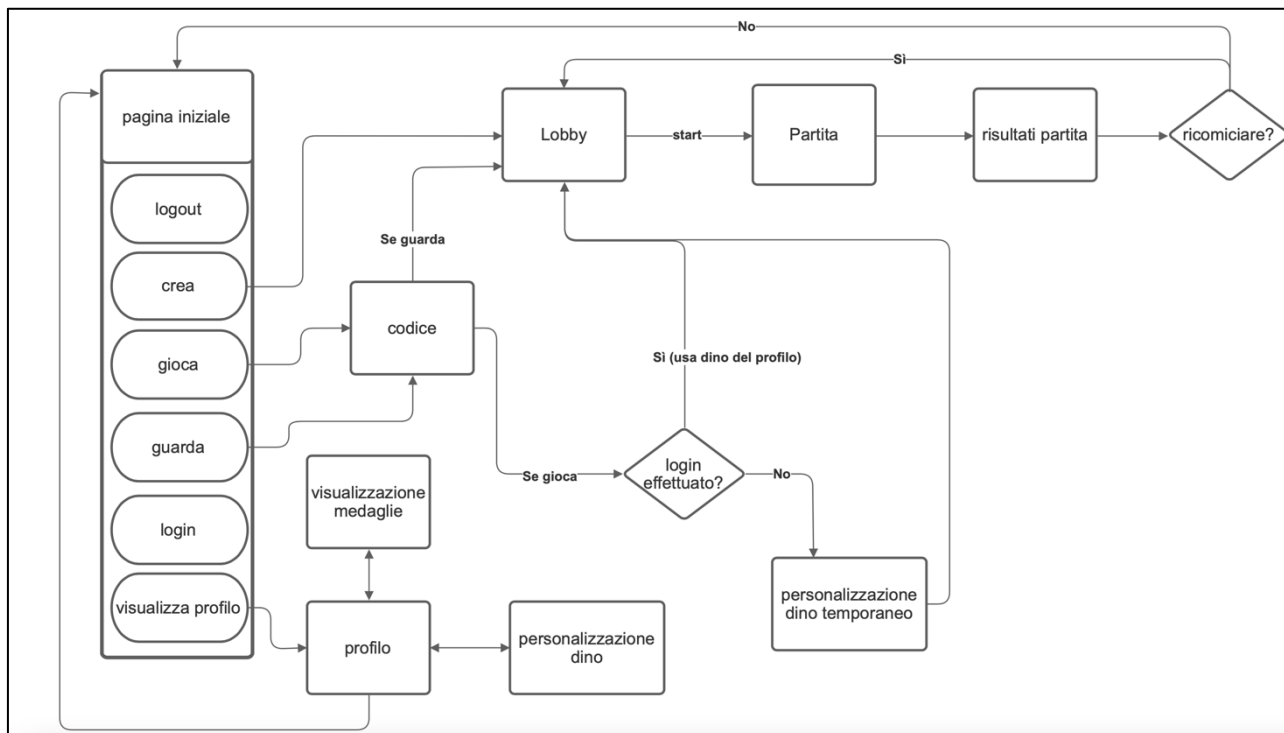 No
Sì
pagina iniziale
Lobby
start
Partita
risultati partita
ricomiciare?
logout
Se guarda
crea
codice
gioca
Sì (usa dino del profilo)
guarda
login
effettuato?
Se gioca
No
visualizzazione
medaglie
login
personalizzazione
dino temporaneo
visualizza profilo
profilo
personalizzazione
dino